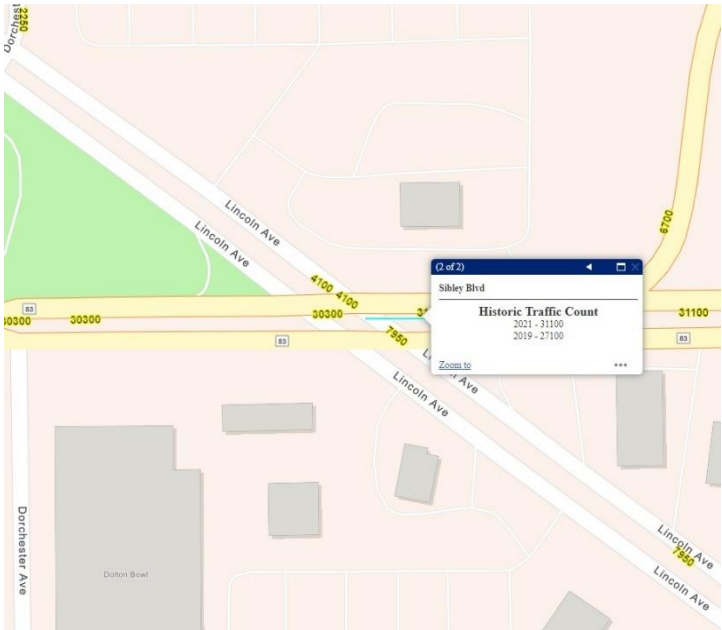 Dorchest
2250
Lincoln Ave
Lincoln Ave
6700
(2 of 2)
Sibley Blvd
Historic Traffic Count
2021 - 31100
2019 - 27100
Zoom to
4100 4100
83
30300
30300
30300
31100
7950
83
83
Lincoln Ave
Dorchester Ave
Dolton Bowl
Lincoln Ave
7950
Lincoln Ave